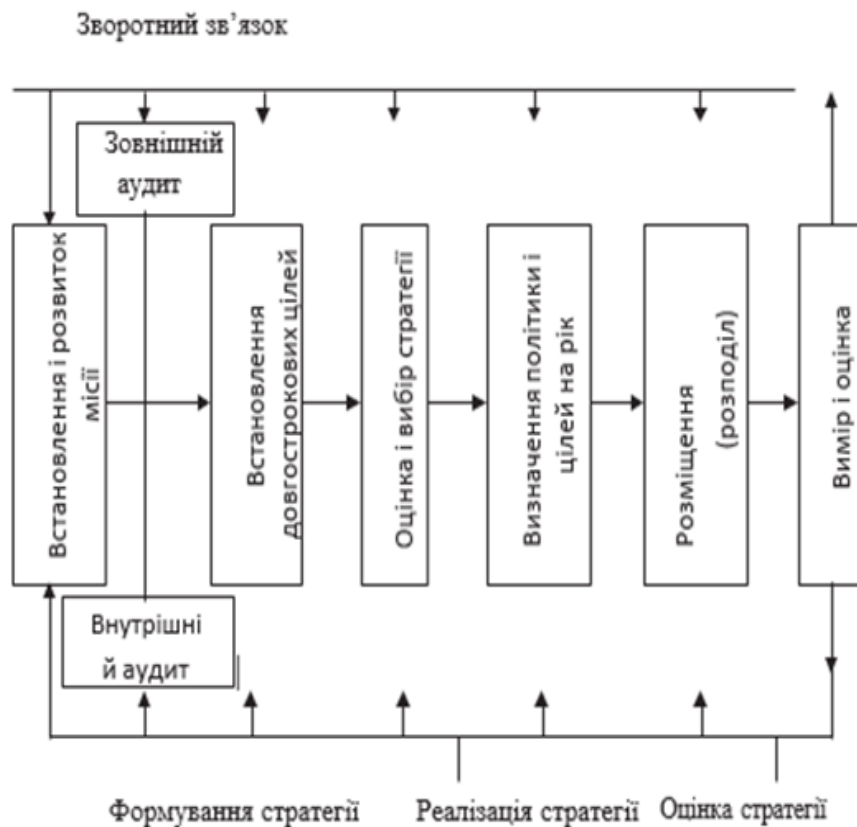 Зворотний зв’язок
Зовнішній
аудит
Встановлення і розвиток
місії
Встановлення
довгострокових цілей
Оцінка і вибір стратегії
Визначення політики і
цілей на рік
Розміщення
(розподіл)
Вимір і оцінка
Внутрішні
й аудит
Формування стратегії
Реалізація стратегії
Оцінка стратегії